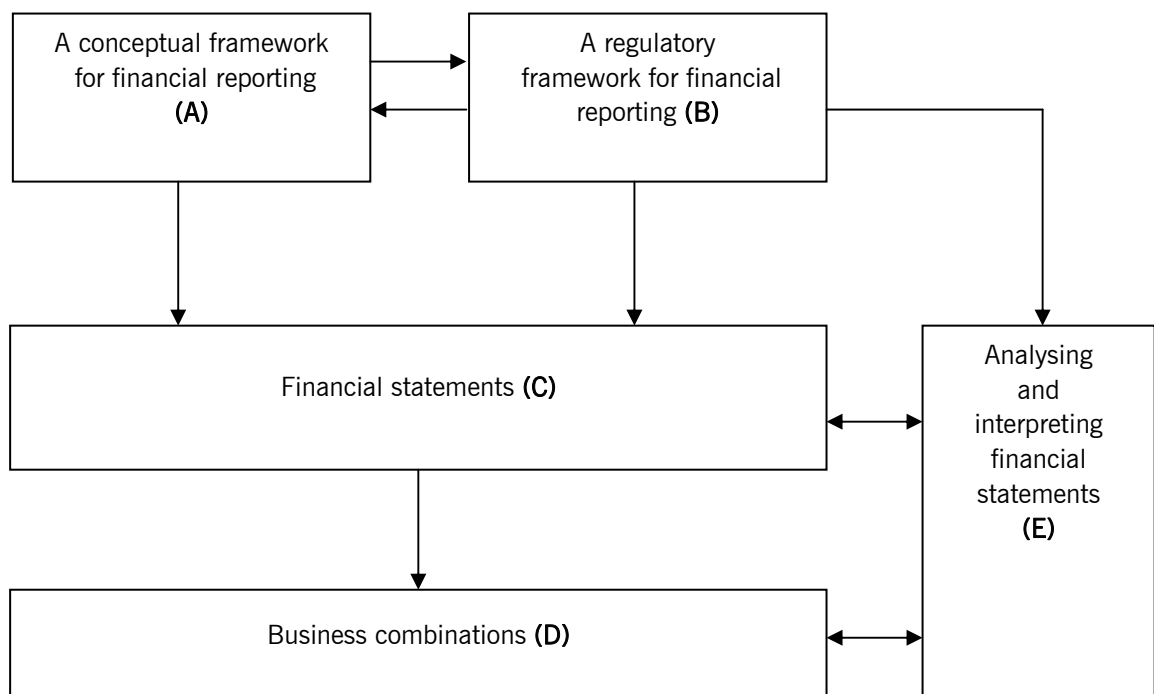 A conceptual framework
for financial reporting
(A)
A regulatory
framework for financial
reporting (B)
Financial statements (C)
Analysing
and
interpreting
financial
statements
(E)
Business combinations (D)